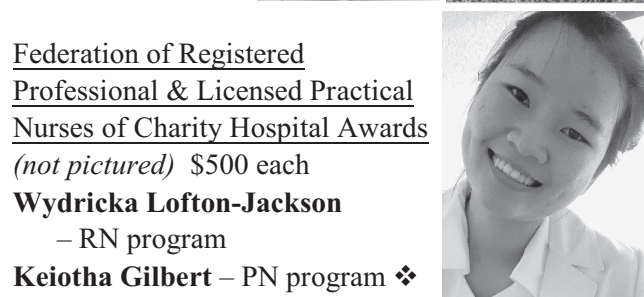 Federation of Registered
Professional & Licensed Practical
Nurses of Charity Hospital Awards
(not pictured) $500 each
Wydricka Lofton-Jackson
– RN program
Keiotha Gilbert – PN program ❖